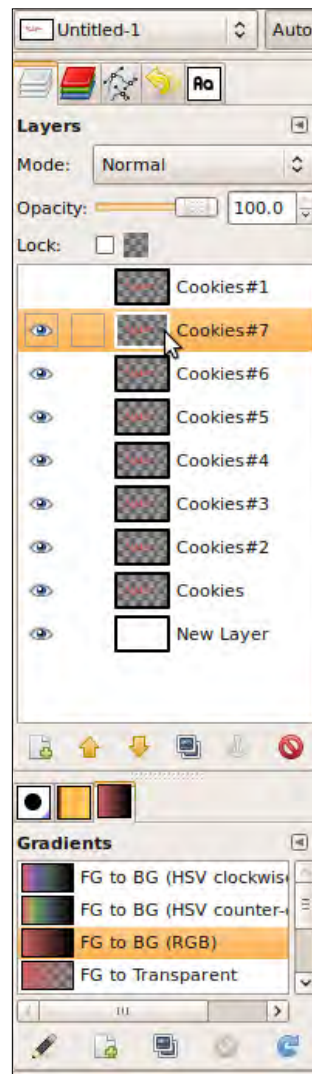 Untitled-1 Auto
Aa
Layers
Mode: Normal
Opacity: 100.0
Lock:
Cookies#1
Cookies#7
Cookies#6
Cookies#5
Cookies#4
Cookies#3
Cookies#2
Cookies
New Layer
Gradients
FG to BG (HSV clockwise
FG to BG (HSV counter-
FG to BG (RGB)
FG to Transparent